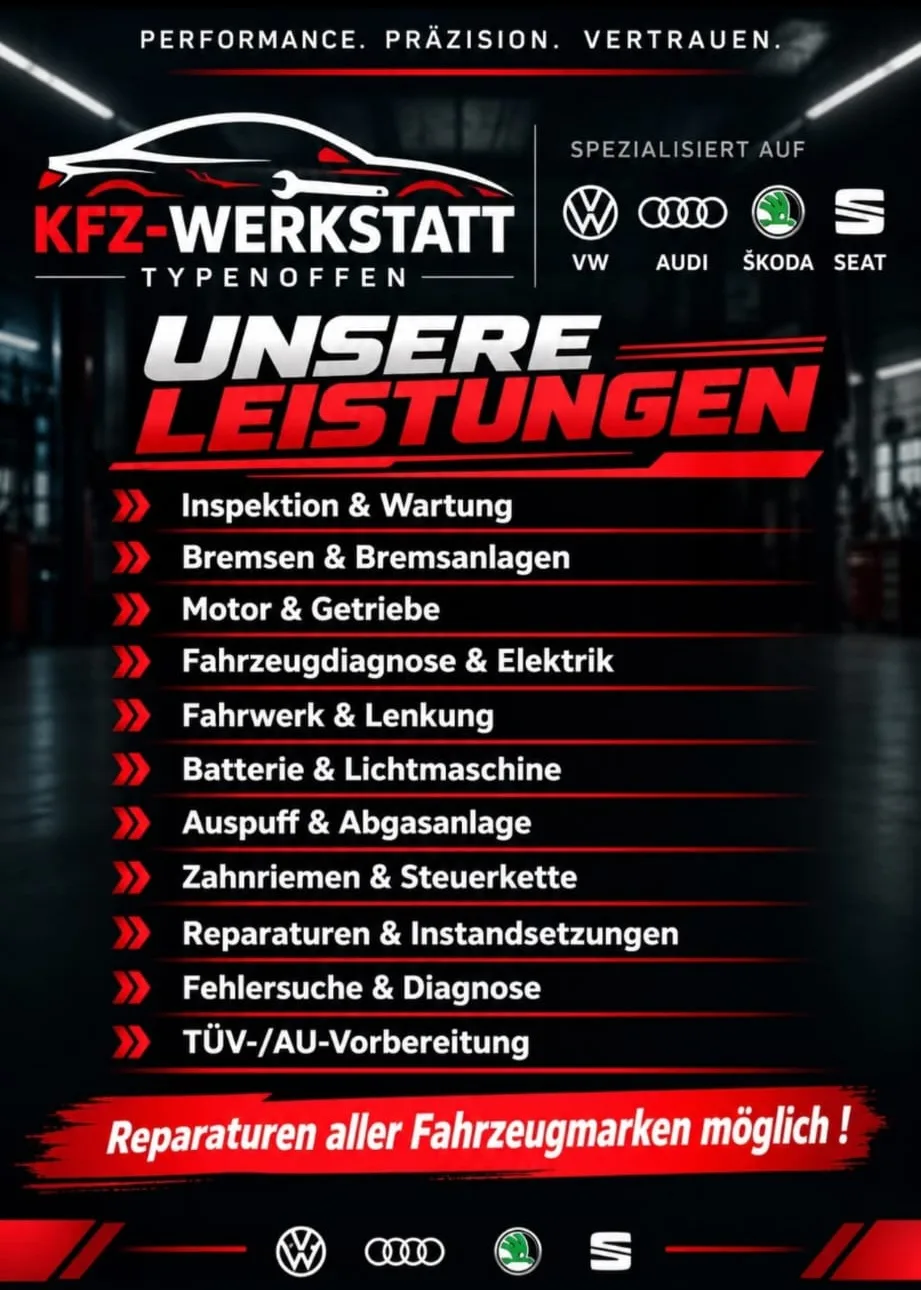 PERFORMANCE. PRÄZISION. VERTRAUEN.
KFZ-WERKSTATT
TYPENOFFEN
SPEZIALISIERT AUF
VW AUDI ŠKODA SEAT
UNSERE
LEISTUNGEN
Inspektion & Wartung
Bremsen & Bremsanlagen
Motor & Getriebe
Fahrzeugdiagnose & Elektrik
Fahrwerk & Lenkung
Batterie & Lichtmaschine
Auspuff & Abgasanlage
Zahnriemen & Steuerkette
Reparaturen & Instandsetzungen
Fehlersuche & Diagnose
TÜV-/AU-Vorbereitung
Reparaturen aller Fahrzeugmarken möglich !